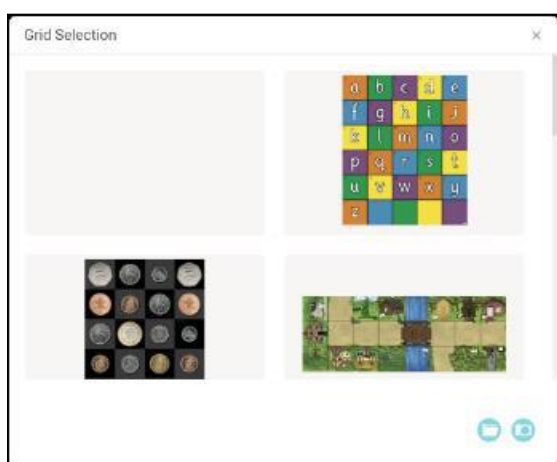 Grid Selection ×
a b c d e
f g h i j
k l m n o
p q r s t
u v w x y
z